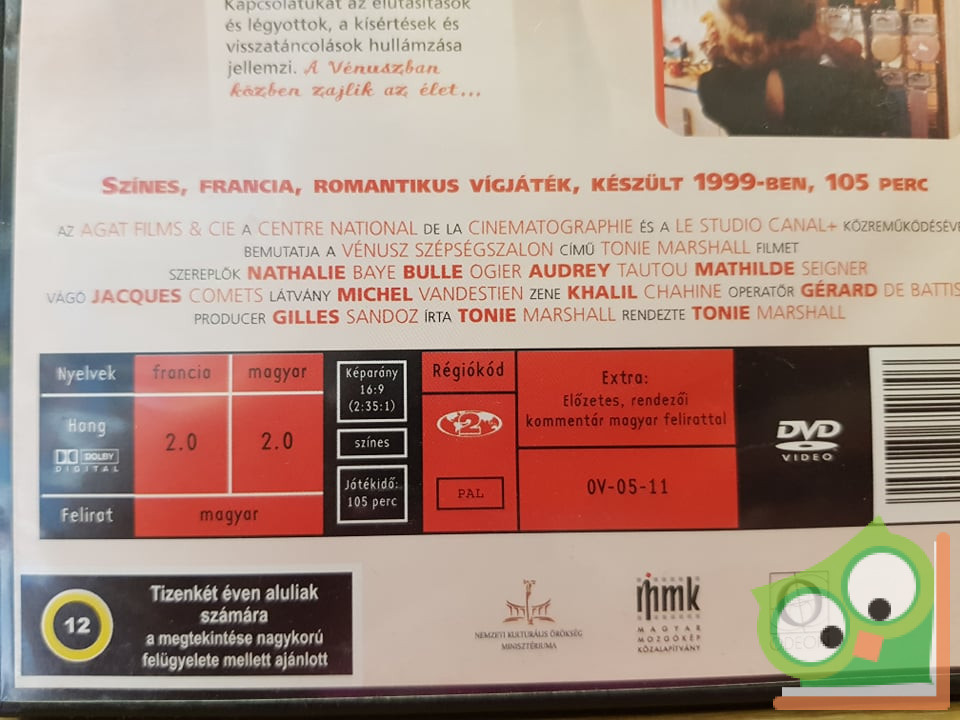 Kapcsolatukat az elutasítások
és légyottok, a kísértések és
visszatáncolások hullámzása
jellemzi. A Vénuszban
közben zajlik az élet...
SZÍNES, FRANCIA, ROMANTIKUS VÍGJÁTÉK, KÉSZÜLT 1999-BEN, 105 PERC
AZ AGAT FILMS & CIE A CENTRE NATIONAL DE LA CINEMATOGRAPHIE ÉS A LE STUDIO CANAL+ KÖZREMŰKÖDÉSÉVE
BEMUTATJA A VÉNUSZ SZÉPSÉGSZALON CÍMŰ TONIE MARSHALL FILMET
SZEREPLŐK NATHALIE BAYE BULLE OGIER AUDREY TAUTOU MATHILDE SEIGNER
VÁGÓ JACQUES COMETS LÁTVÁNY MICHEL VANDESTIEN ZENE KHALIL CHAHINE OPERATŐR GÉRARD DE BATTIS
PRODUCER GILLES SANDOZ ÍRTA TONIE MARSHALL RENDEZTE TONIE MARSHALL
Nyelvek francia magyar
Hang 2.0 2.0
DOLBY
DIGITAL
Felirat magyar
Képarány
16:9
(2:35:1)
színes
Játékidő:
105 perc
Régiókód
2
PAL
Extra:
Előzetes, rendezői
kommentár magyar felirattal
OV-05-11
DVD
VIDEO
12
Tizenkét éven aluliak
számára
a megtekintése nagykorú
felügyelete mellett ajánlott
NEMZETI KULTURÁLIS ÖRÖKSÉG
MINISZTÉRIUMA
mmk
MAGYAR
MOZGÓKÉP
KÖZALAPÍTVÁNY